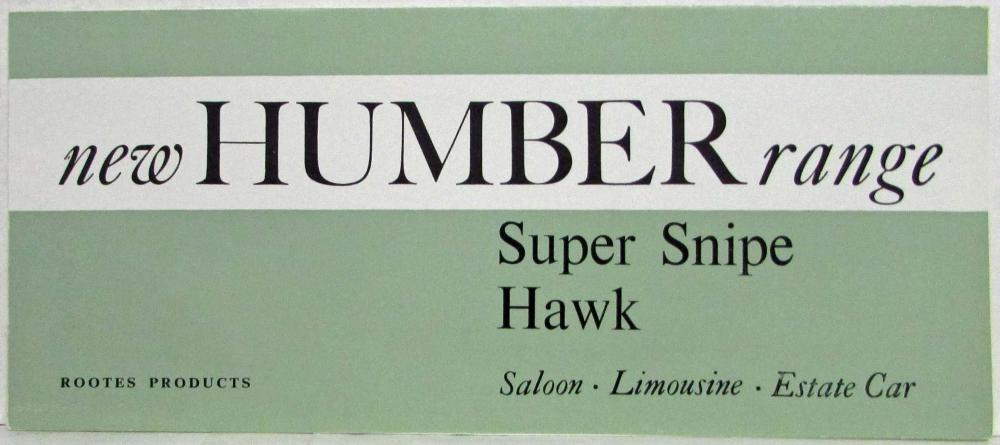 new HUMBER range
Super Snipe
Hawk
ROOTES PRODUCTS
Saloon · Limousine · Estate Car